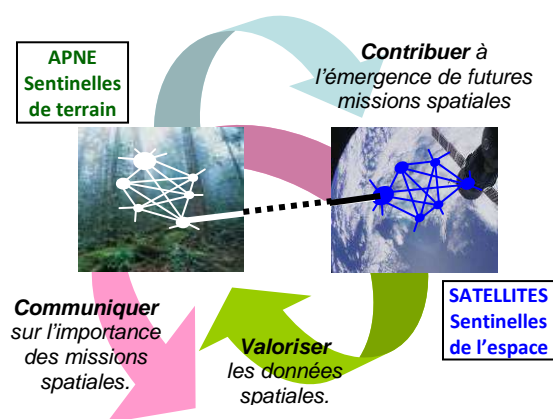 APNE
Sentinelles
de terrain
Contribuer à
l’émergence de futures
missions spatiales
Communiquer
sur l’importance
des missions
spatiales.
Valoriser
les données
spatiales.
SATELLITES
Sentinelles
de l’espace